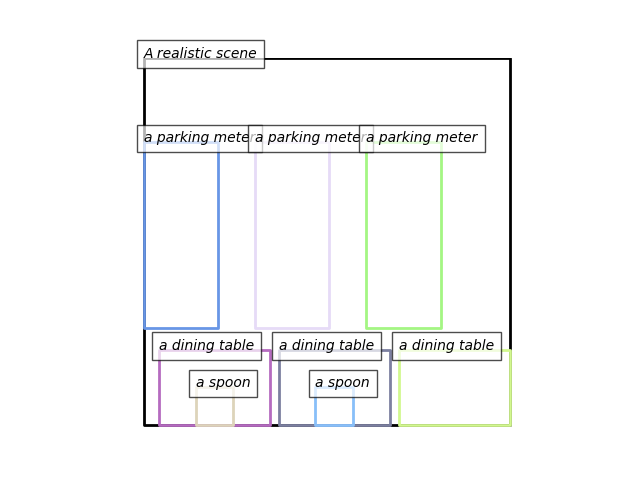 A realistic scene
a parking meter
a parking meter
a parking meter
a dining table
a dining table
a dining table
a spoon
a spoon